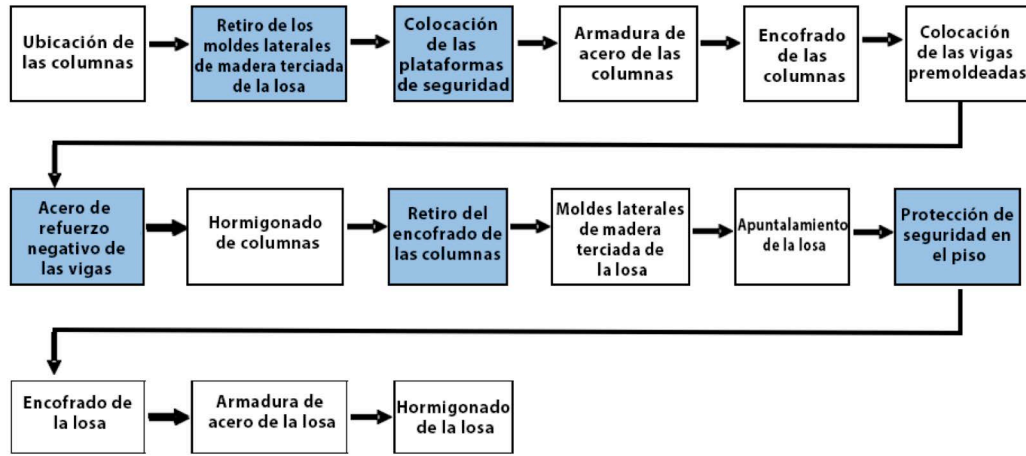 Ubicación de
las columnas
Retiro de los
moldes laterales
de madera terciada
de la losa
Colocación
de las
plataformas
de seguridad
Armadura de
acero de las
columnas
Encofrado
de las
columnas
Colocación
de las vigas
premoldeadas
Acero de
refuerzo
negativo de
las vigas
Hormigonado
de columnas
Retiro del
encofrado de
las columnas
Moldes laterales
de madera
terciada de
la losa
Apuntalamiento
de la losa
Protección de
seguridad en
el piso
Encofrado de
la losa
Armadura de
acero de la losa
Hormigonado
de la losa